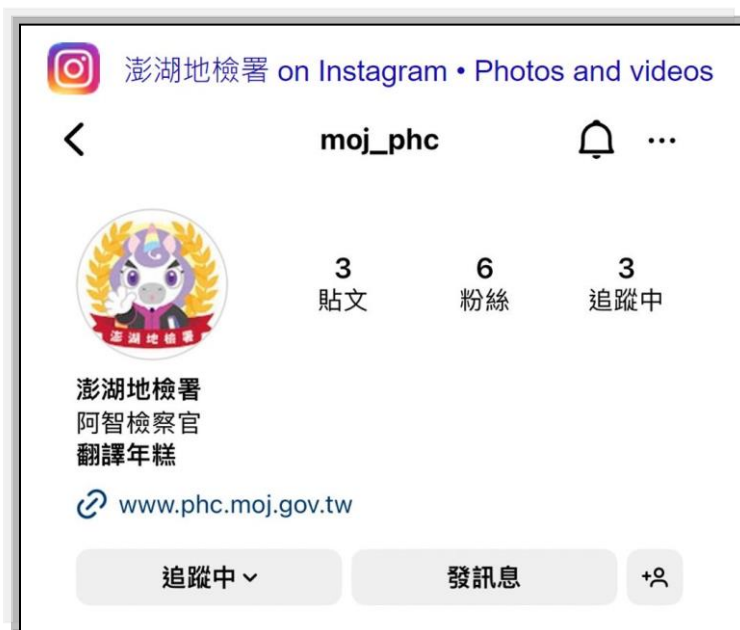 澎湖地檢署 on Instagram • Photos and videos
moj_phc
3 6 3
貼文 粉絲 追蹤中
澎湖地檢署
澎湖地檢署
阿智檢察官
翻譯年糕
www.phc.moj.gov.tw
追蹤中 發訊息